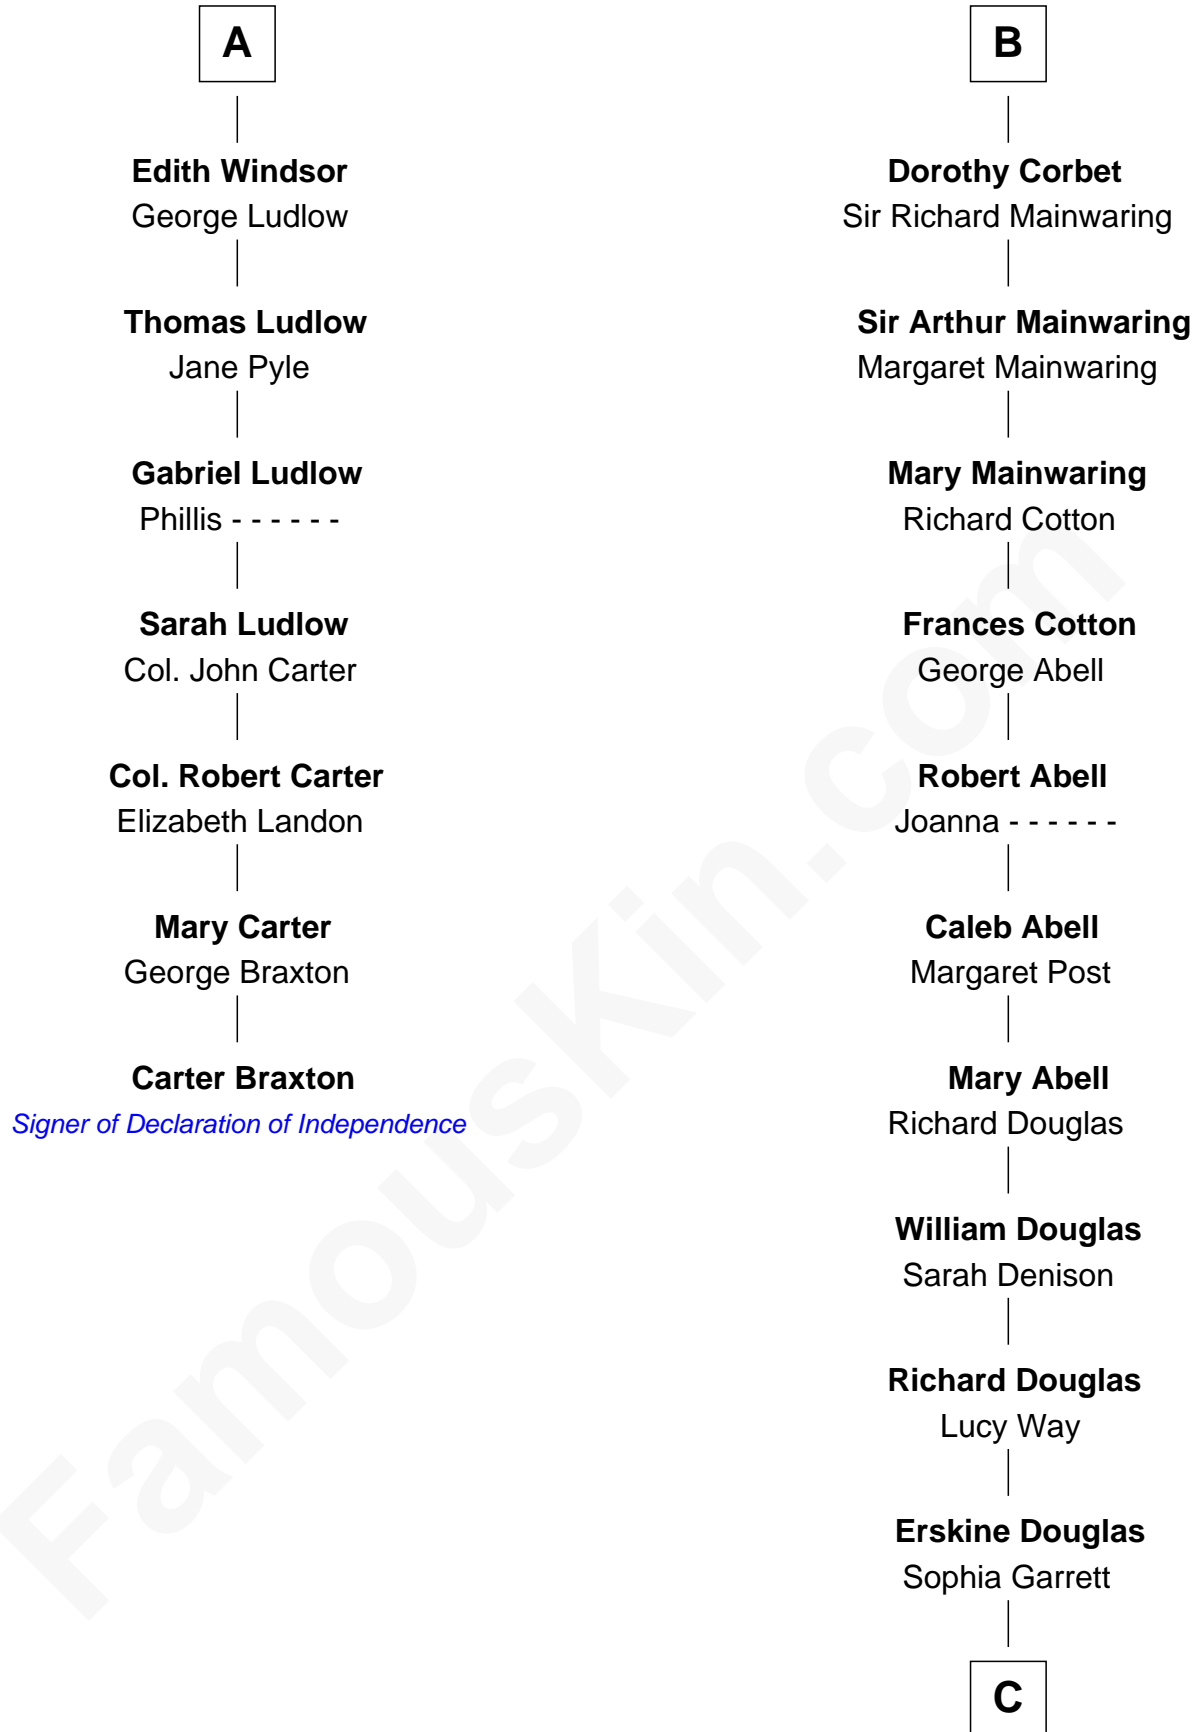 A
Edith Windsor
George Ludlow
Thomas Ludlow
Jane Pyle
Gabriel Ludlow
Phillis - - - - - -
Sarah Ludlow
Col. John Carter
Col. Robert Carter
Elizabeth Landon
Mary Carter
George Braxton
Carter Braxton
Signer of Declaration of Independence
B
Dorothy Corbet
Sir Richard Mainwaring
Sir Arthur Mainwaring
Margaret Mainwaring
Mary Mainwaring
Richard Cotton
Frances Cotton
George Abell
Robert Abell
Joanna - - - - - -
Caleb Abell
Margaret Post
Mary Abell
Richard Douglas
William Douglas
Sarah Denison
Richard Douglas
Lucy Way
Erskine Douglas
Sophia Garrett
C
FamousKin.com